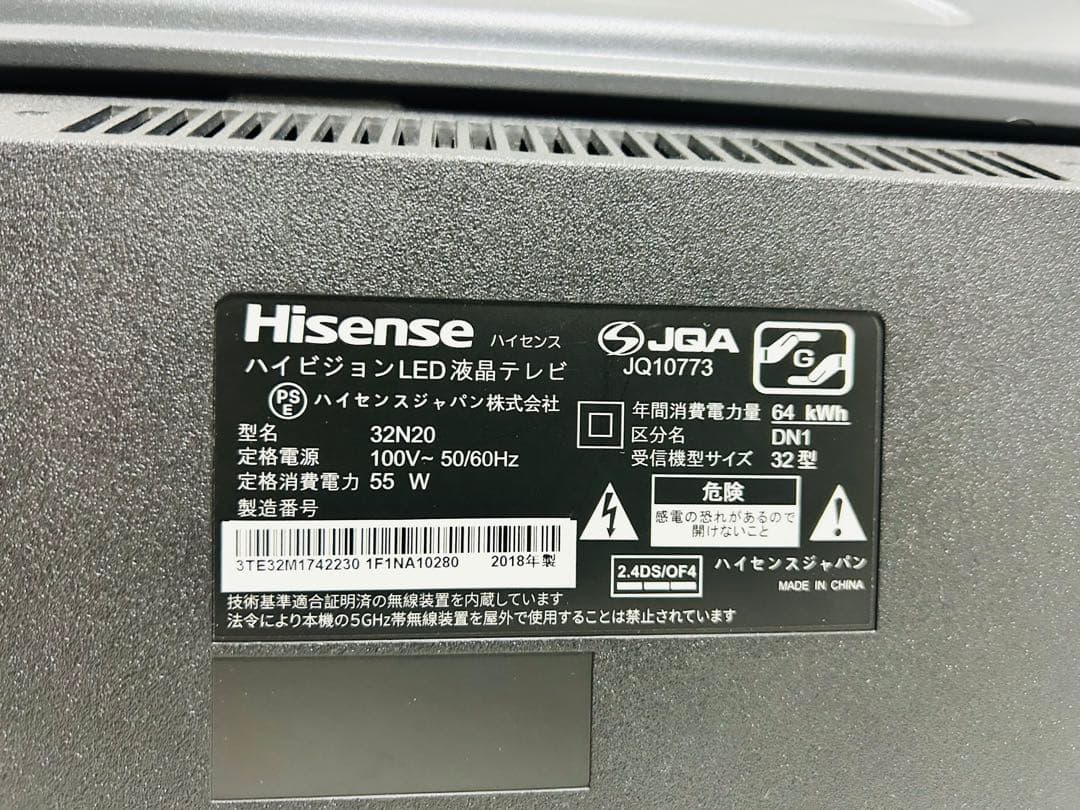 Hisense ハイセンス
ハイビジョンLED液晶テレビ
PSE ハイセンスジャパン株式会社
型名 32N20
定格電源 100V~ 50/60Hz
定格消費電力 55 W
製造番号
3TE32M1742230 1F1NA10280 2018年製
JQA
JQ10773
G
年間消費電力量 64 kWh
区分名 DN1
受信機型サイズ 32型
危険
感電の恐れがあるので
開けないこと
2.4DS/OF4
ハイセンスジャパン
MADE IN CHINA
技術基準適合証明済の無線装置を内蔵しています
法令により本機の5GHz帯無線装置を屋外で使用することは禁止されています